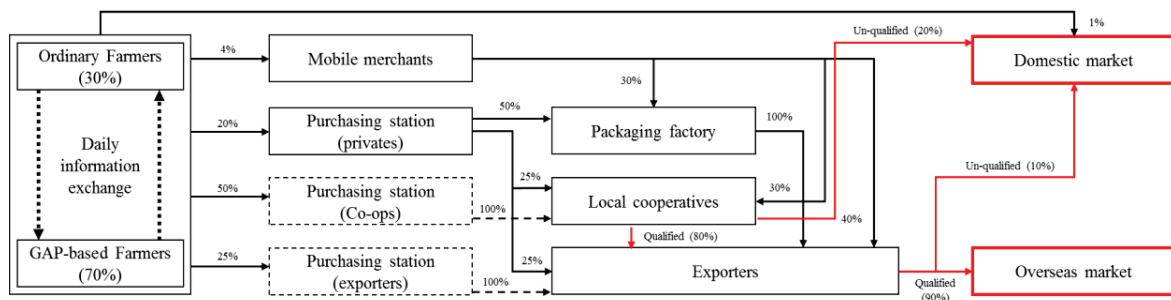 1%
Un-qualified (20%)
Ordinary Farmers
(30%)
4%
Mobile merchants
Domestic market
30%
50%
100%
Daily
information
exchange
20%
Purchasing station
(privates)
Packaging factory
Un-qualified (10%)
25%
30%
50%
Purchasing station
(Co-ops)
100%
Local cooperatives
40%
Qualified (80%)
GAP-based Farmers
(70%)
25%
Purchasing station
(exporters)
25%
100%
Exporters
Overseas market
Qualified
(90%)